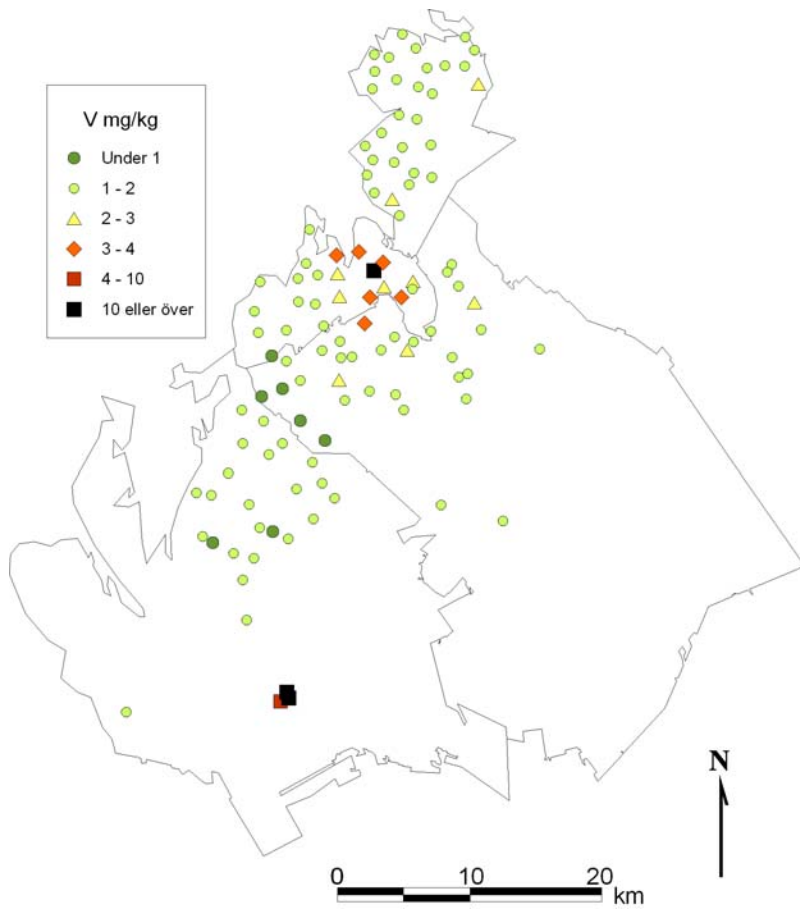 V mg/kg
Under 1
1 - 2
2 - 3
3 - 4
4 - 10
10 eller över
N
0 10 20
km